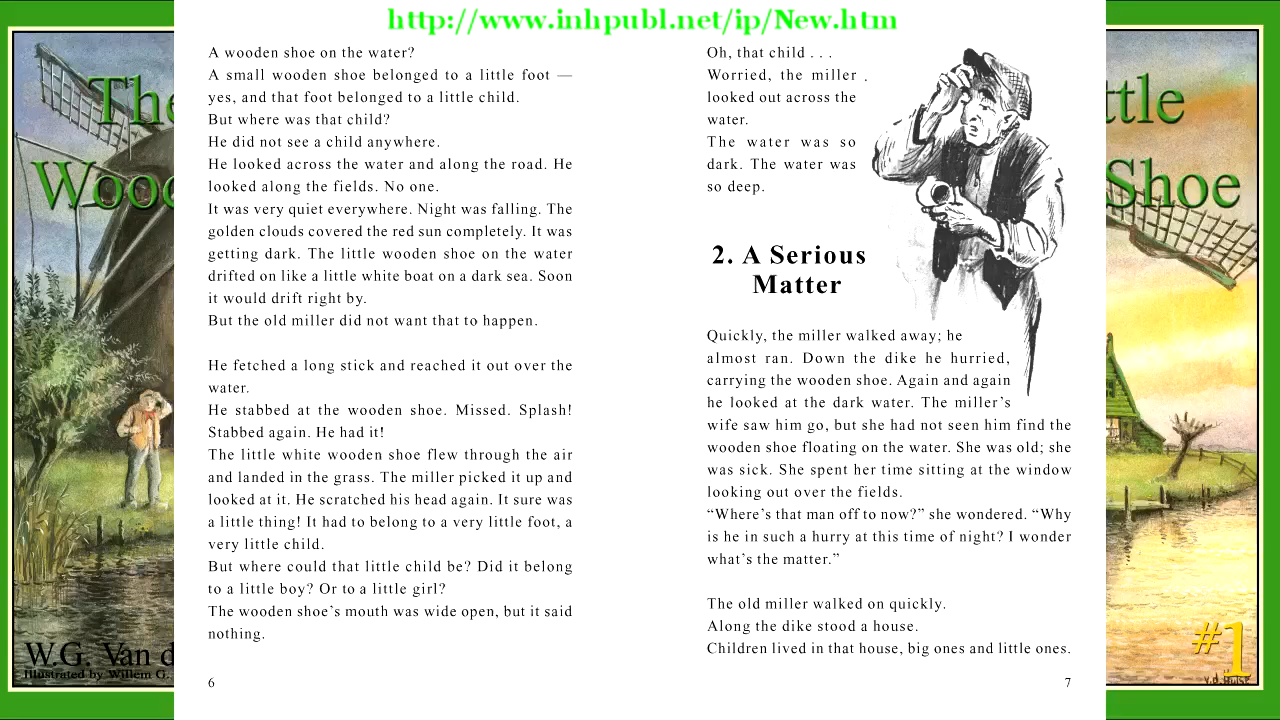 http://www.inhpubl.net/ip/New.htm
The
Wood
A wooden shoe on the water?
A small wooden shoe belonged to a little foot —
yes, and that foot belonged to a little child.
But where was that child?
He did not see a child anywhere.
He looked across the water and along the road. He
looked along the fields. No one.
It was very quiet everywhere. Night was falling. The
golden clouds covered the red sun completely. It was
getting dark. The little wooden shoe on the water
drifted on like a little white boat on a dark sea. Soon
it would drift right by.
But the old miller did not want that to happen.
He fetched a long stick and reached it out over the
water.
He stabbed at the wooden shoe. Missed. Splash!
Stabbed again. He had it!
The little white wooden shoe flew through the air
and landed in the grass. The miller picked it up and
looked at it. He scratched his head again. It sure was
a little thing! It had to belong to a very little foot, a
very little child.
But where could that little child be? Did it belong
to a little boy? Or to a little girl?
The wooden shoe’s mouth was wide open, but it said
nothing.
6
Oh, that child . . .
Worried, the miller .
looked out across the
water.
The water was so
dark. The water was
so deep.
2. A Serious
Matter
Quickly, the miller walked away; he
almost ran. Down the dike he hurried,
carrying the wooden shoe. Again and again
he looked at the dark water. The miller’s
wife saw him go, but she had not seen him find the
wooden shoe floating on the water. She was old; she
was sick. She spent her time sitting at the window
looking out over the fields.
“Where’s that man off to now?” she wondered. “Why
is he in such a hurry at this time of night? I wonder
what’s the matter.”
The old miller walked on quickly.
Along the dike stood a house.
Children lived in that house, big ones and little ones.
7
ttle
Shoe
W.G. Van d
Illustrated by Willem G.
#1